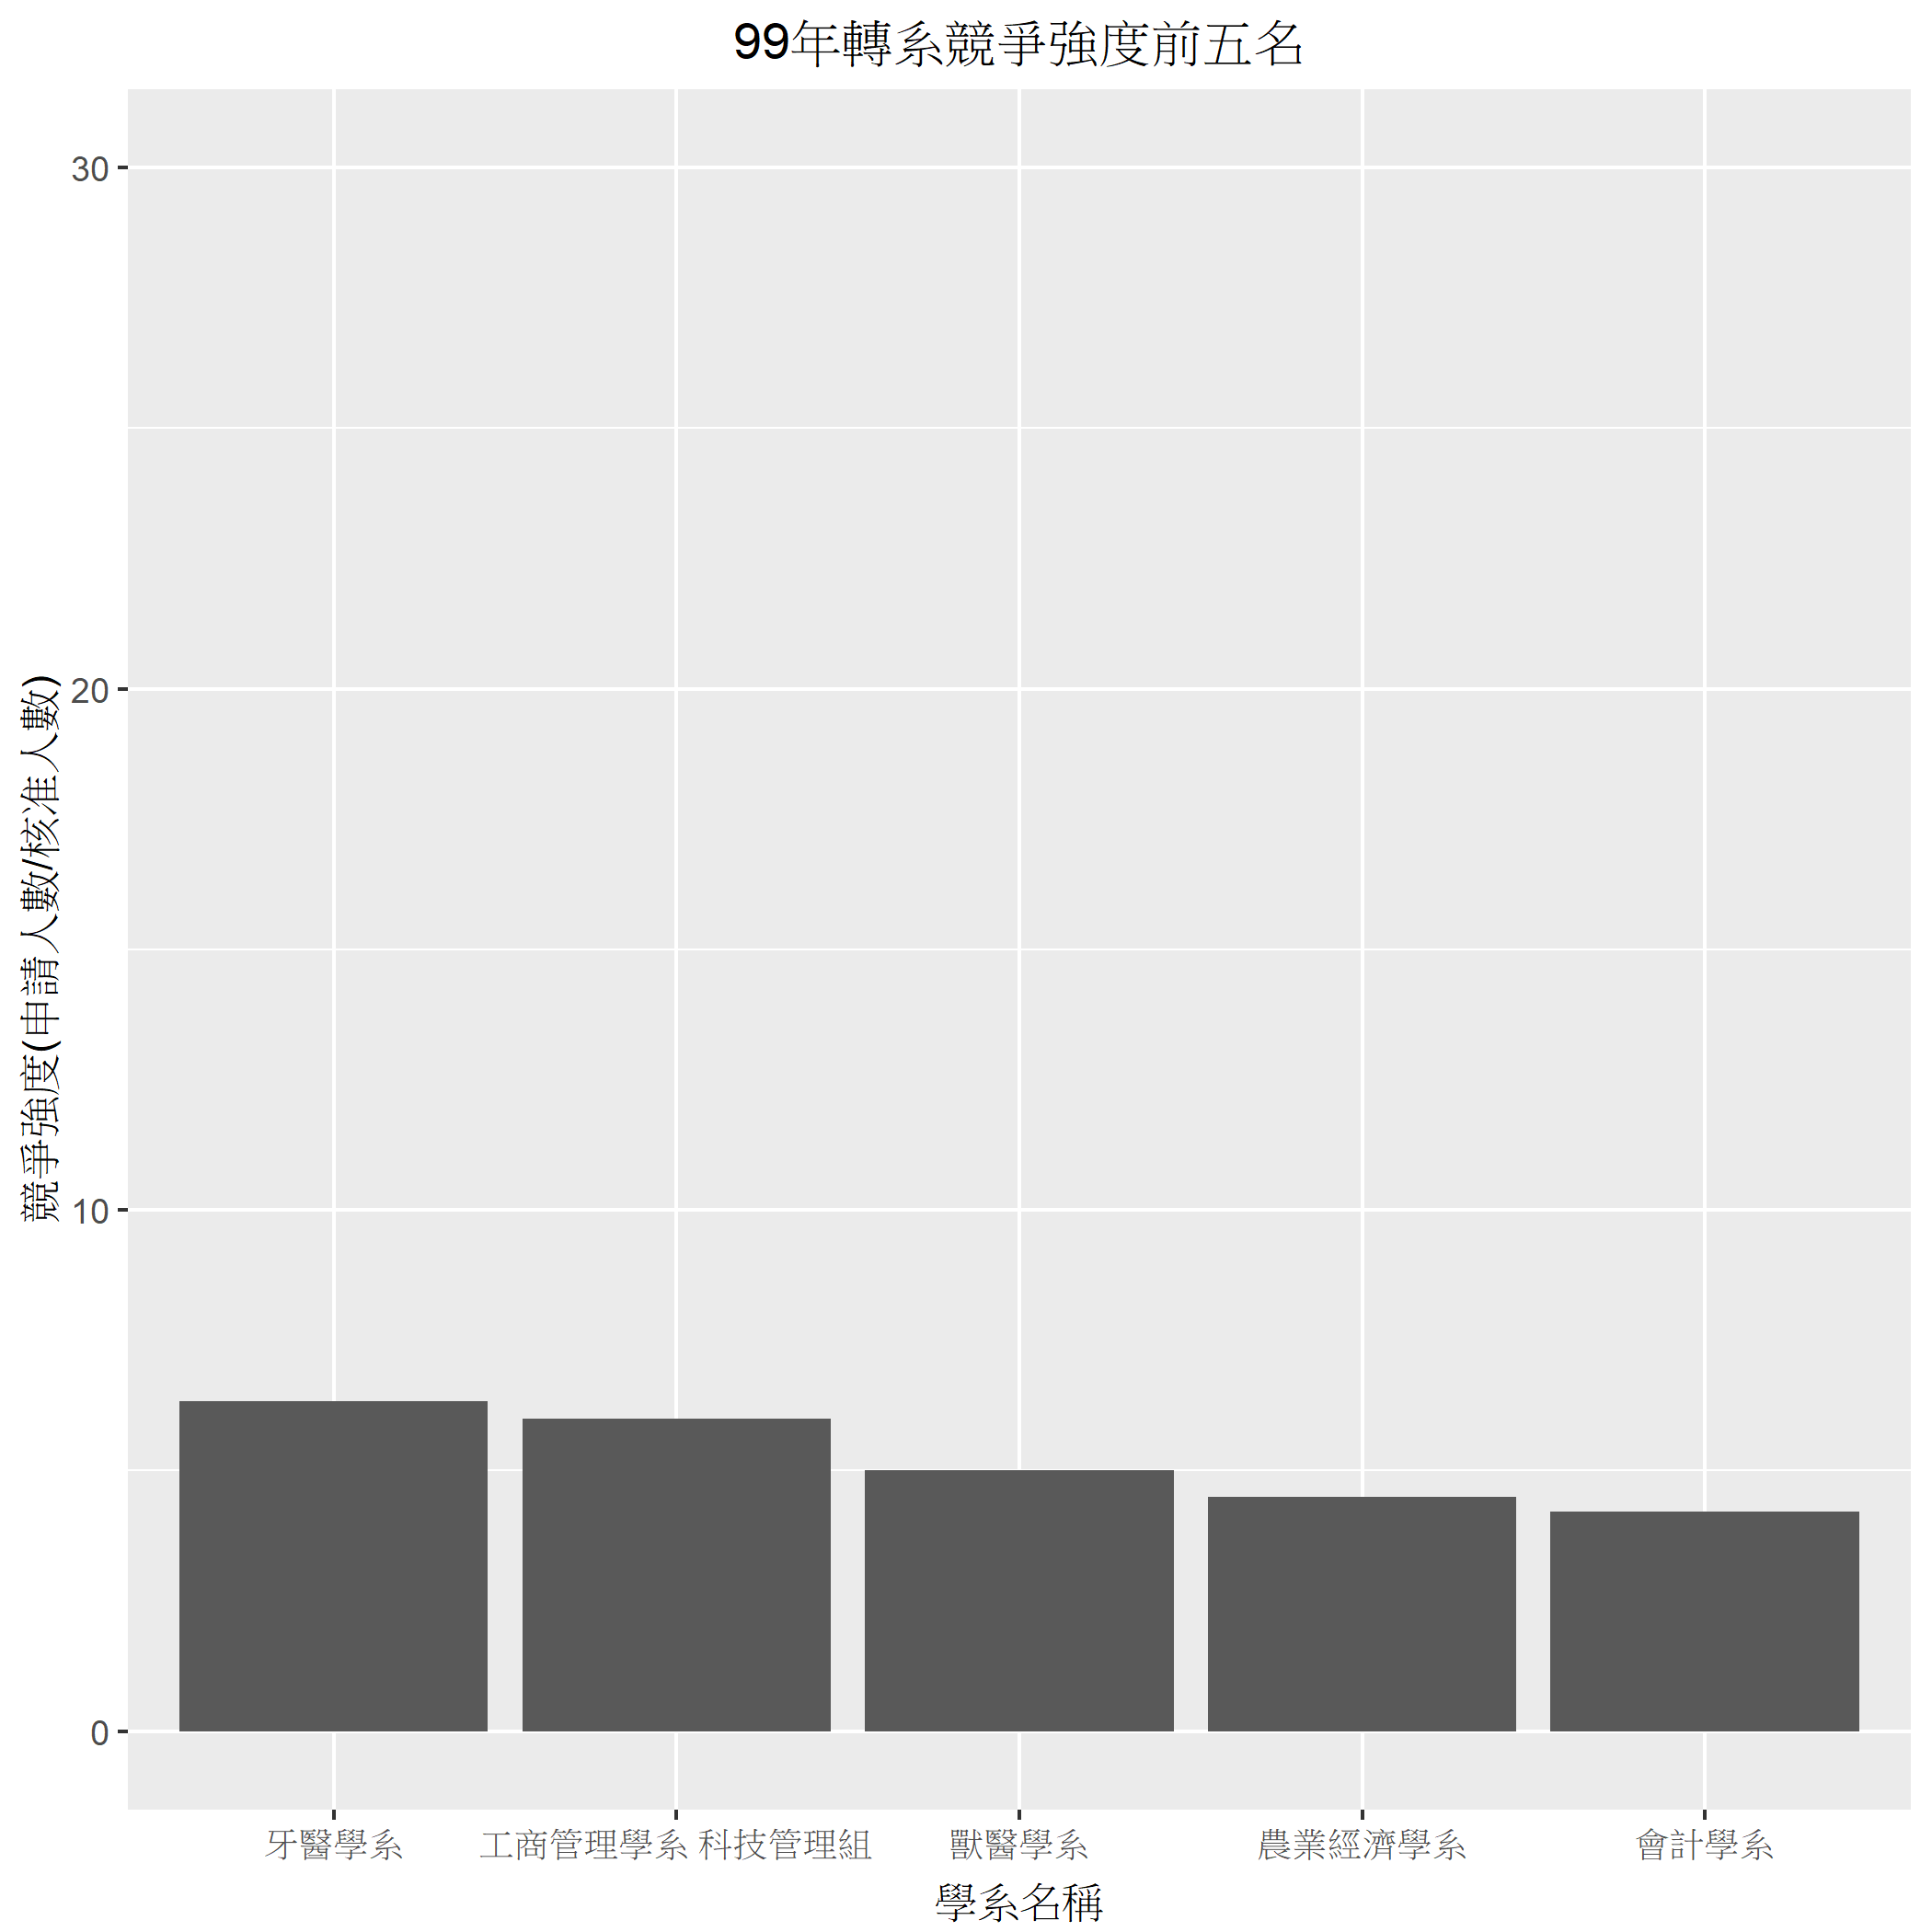 99年轉系競爭強度前五名
競爭強度(申請人數/核准人數)
30
20
10
0
牙醫學系
工商管理學系 科技管理組
獸醫學系
農業經濟學系
會計學系
學系名稱